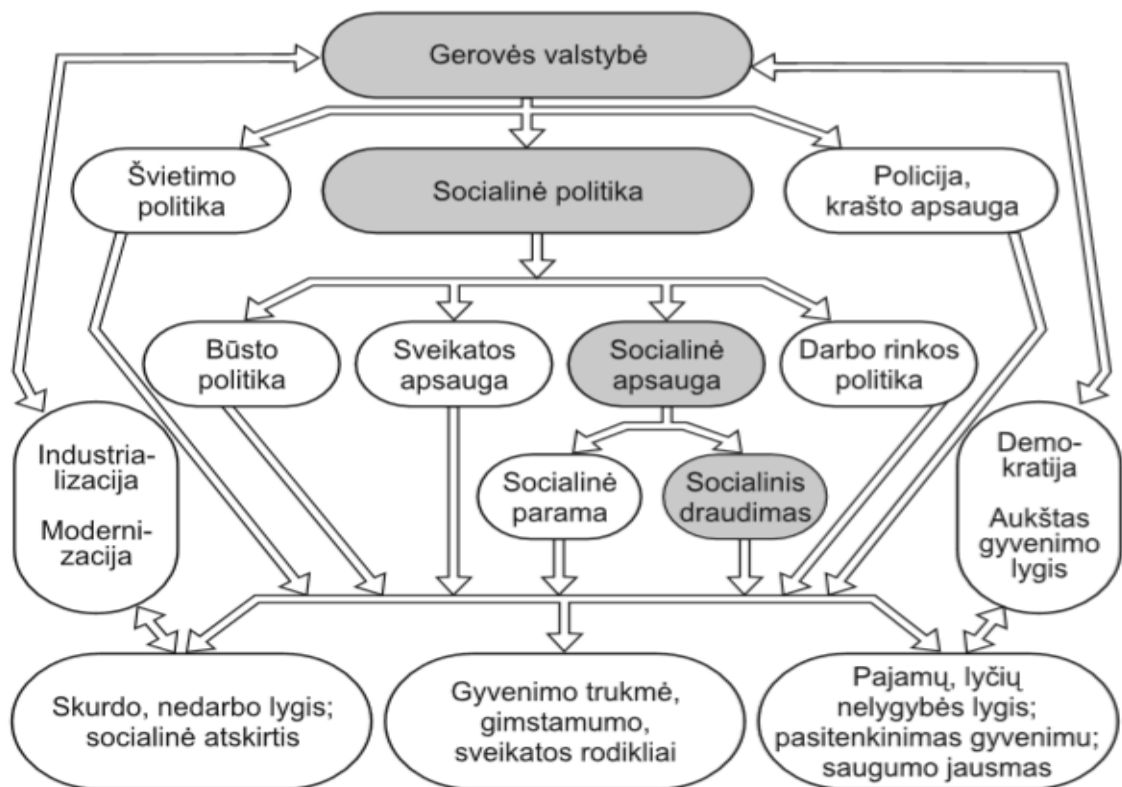 Gerovės valstybė
Švietimo
politika
Socialinė politika
Policija,
krašto apsauga
Būsto
politika
Sveikatos
apsauga
Socialinė
apsauga
Darbo rinkos
politika
Industria-
lizacija
Moderni-
zacija
Socialinė
parama
Socialinis
draudimas
Demo-
kratija
Aukštas
gyvenimo
lygis
Skurdo, nedarbo lygis;
socialinė atskirtis
Gyvenimo trukmė,
gimstamumo,
sveikatos rodikliai
Pajamų, lyčių
nelygybės lygis;
pasitenkinimas gyvenimu;
saugumo jausmas